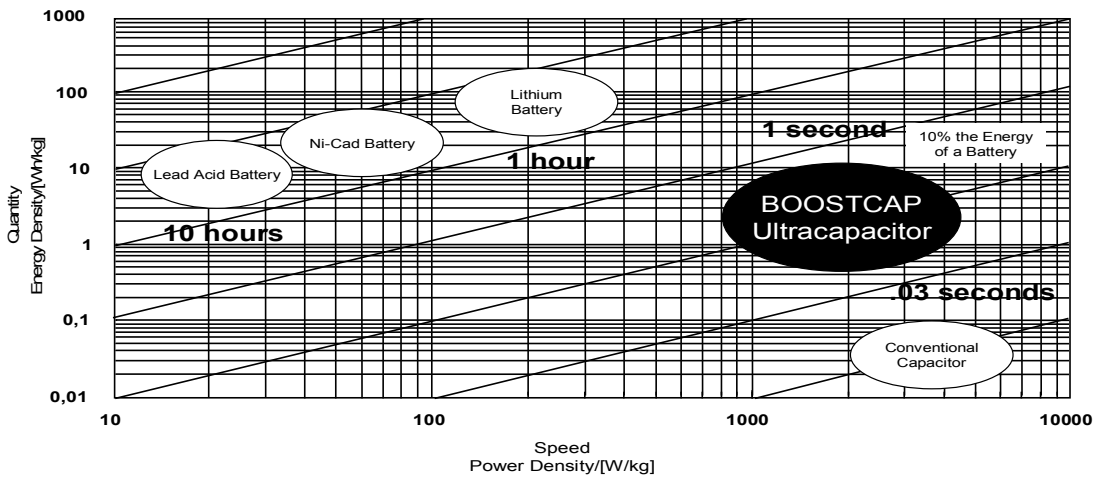 1000
100
10
1
0,1
0,01
Quantity
Energy Density/[Wh/kg]
Lithium
Battery
Ni-Cad Battery
Lead Acid Battery
1 second
10% the Energy
of a Battery
1 hour
BOOSTCAP
Ultracapacitor
10 hours
.03 seconds
Conventional
Capacitor
10
100
1000
10000
Speed
Power Density/[W/kg]